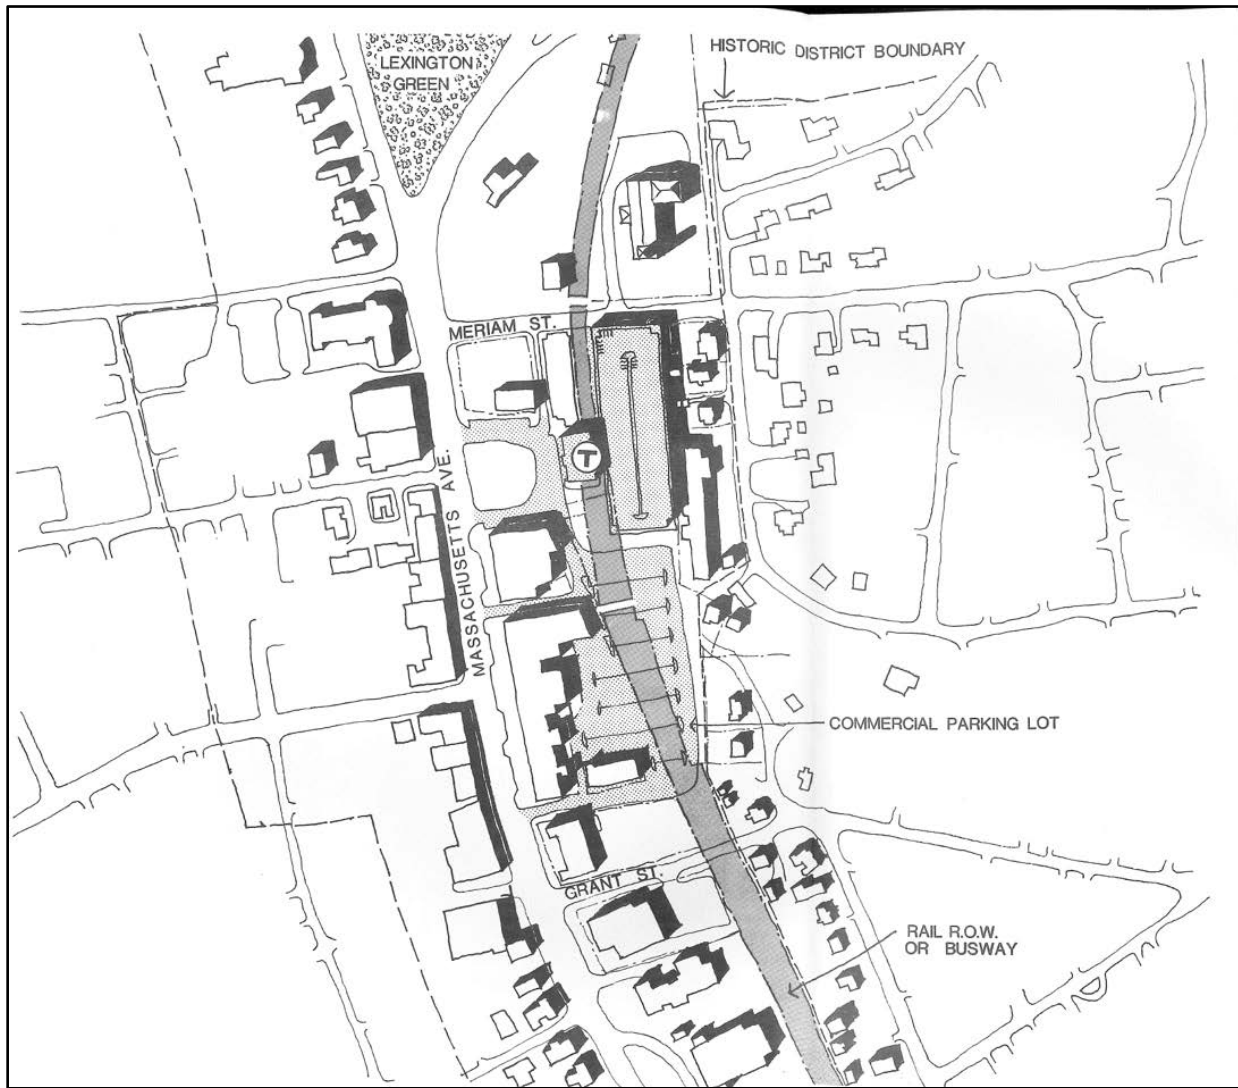 LEXINGTON
GREEN
HISTORIC DISTRICT BOUNDARY
MERIAM ST.
T
MASSACHUSETTS AVE.
COMMERCIAL PARKING LOT
GRANT ST.
RAIL R.O.W.
OR BUSWAY